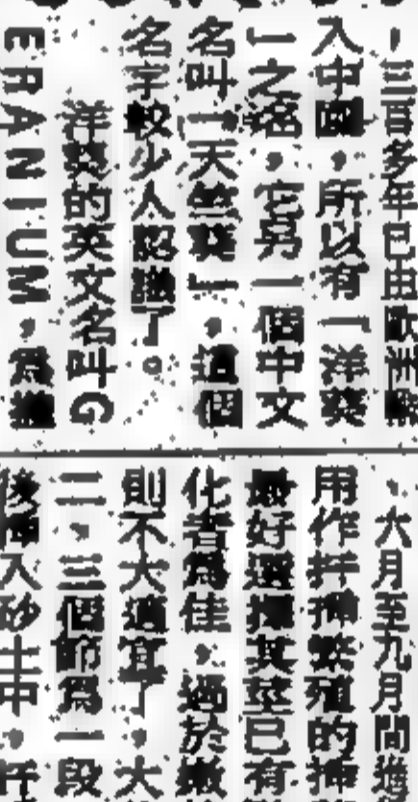 ，三百多年已由歐洲
入中國，所以有「洋葵
」之稱，它另一個中文
名叫「天竺葵」，這個
名字較少人認識了。
洋葵的英文名叫G
ERANIUM，爲
，六月至九月間進
用作扦插繁殖的插
最好選擇其莖已有
化者爲佳，過於嫩
則不大適宜了，大
二，三個節爲一段
後插入砂土中，扦